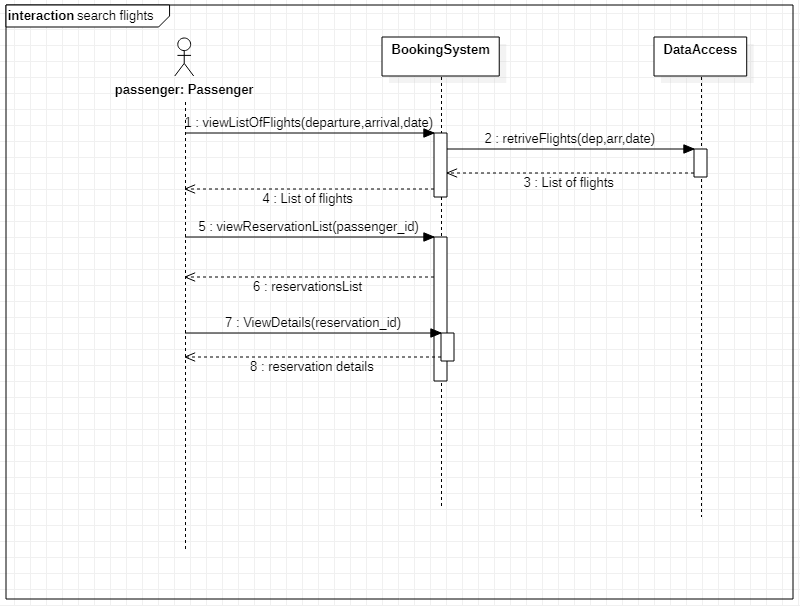 interaction search flights
passenger: Passenger
BookingSystem
DataAccess
1 : viewListOfFlights(departure,arrival,date)
2 : retriveFlights(dep,arr,date)
3 : List of flights
4 : List of flights
5 : viewReservationList(passenger_id)
6 : reservationsList
7 : ViewDetails(reservation_id)
8 : reservation details